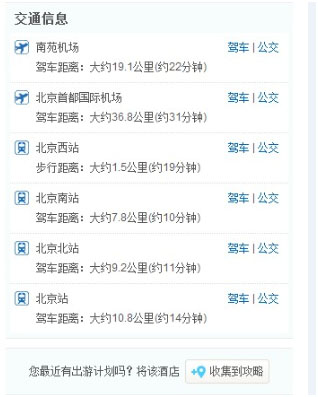 交通信息
南苑机场 驾车 | 公交
驾车距离：大约19.1公里(约22分钟)
北京首都国际机场 驾车 | 公交
驾车距离：大约36.8公里(约31分钟)
北京西站 驾车 | 公交
步行距离：大约1.5公里(约19分钟)
北京南站 驾车 | 公交
驾车距离：大约7.8公里(约10分钟)
北京北站 驾车 | 公交
驾车距离：大约9.2公里(约11分钟)
北京站 驾车 | 公交
驾车距离：大约10.8公里(约14分钟)
您最近有出游计划吗？将该酒店 收集到攻略